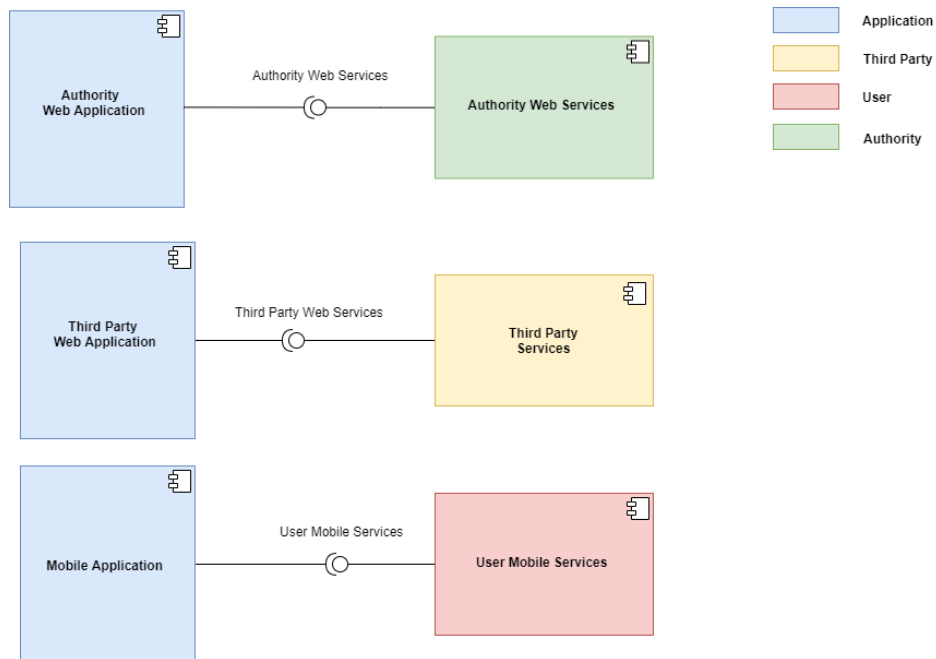 Authority
Web Application
Authority Web Services
Authority Web Services
Application
Third Party
User
Authority
Third Party
Web Application
Third Party Web Services
Third Party
Services
Mobile Application
User Mobile Services
User Mobile Services